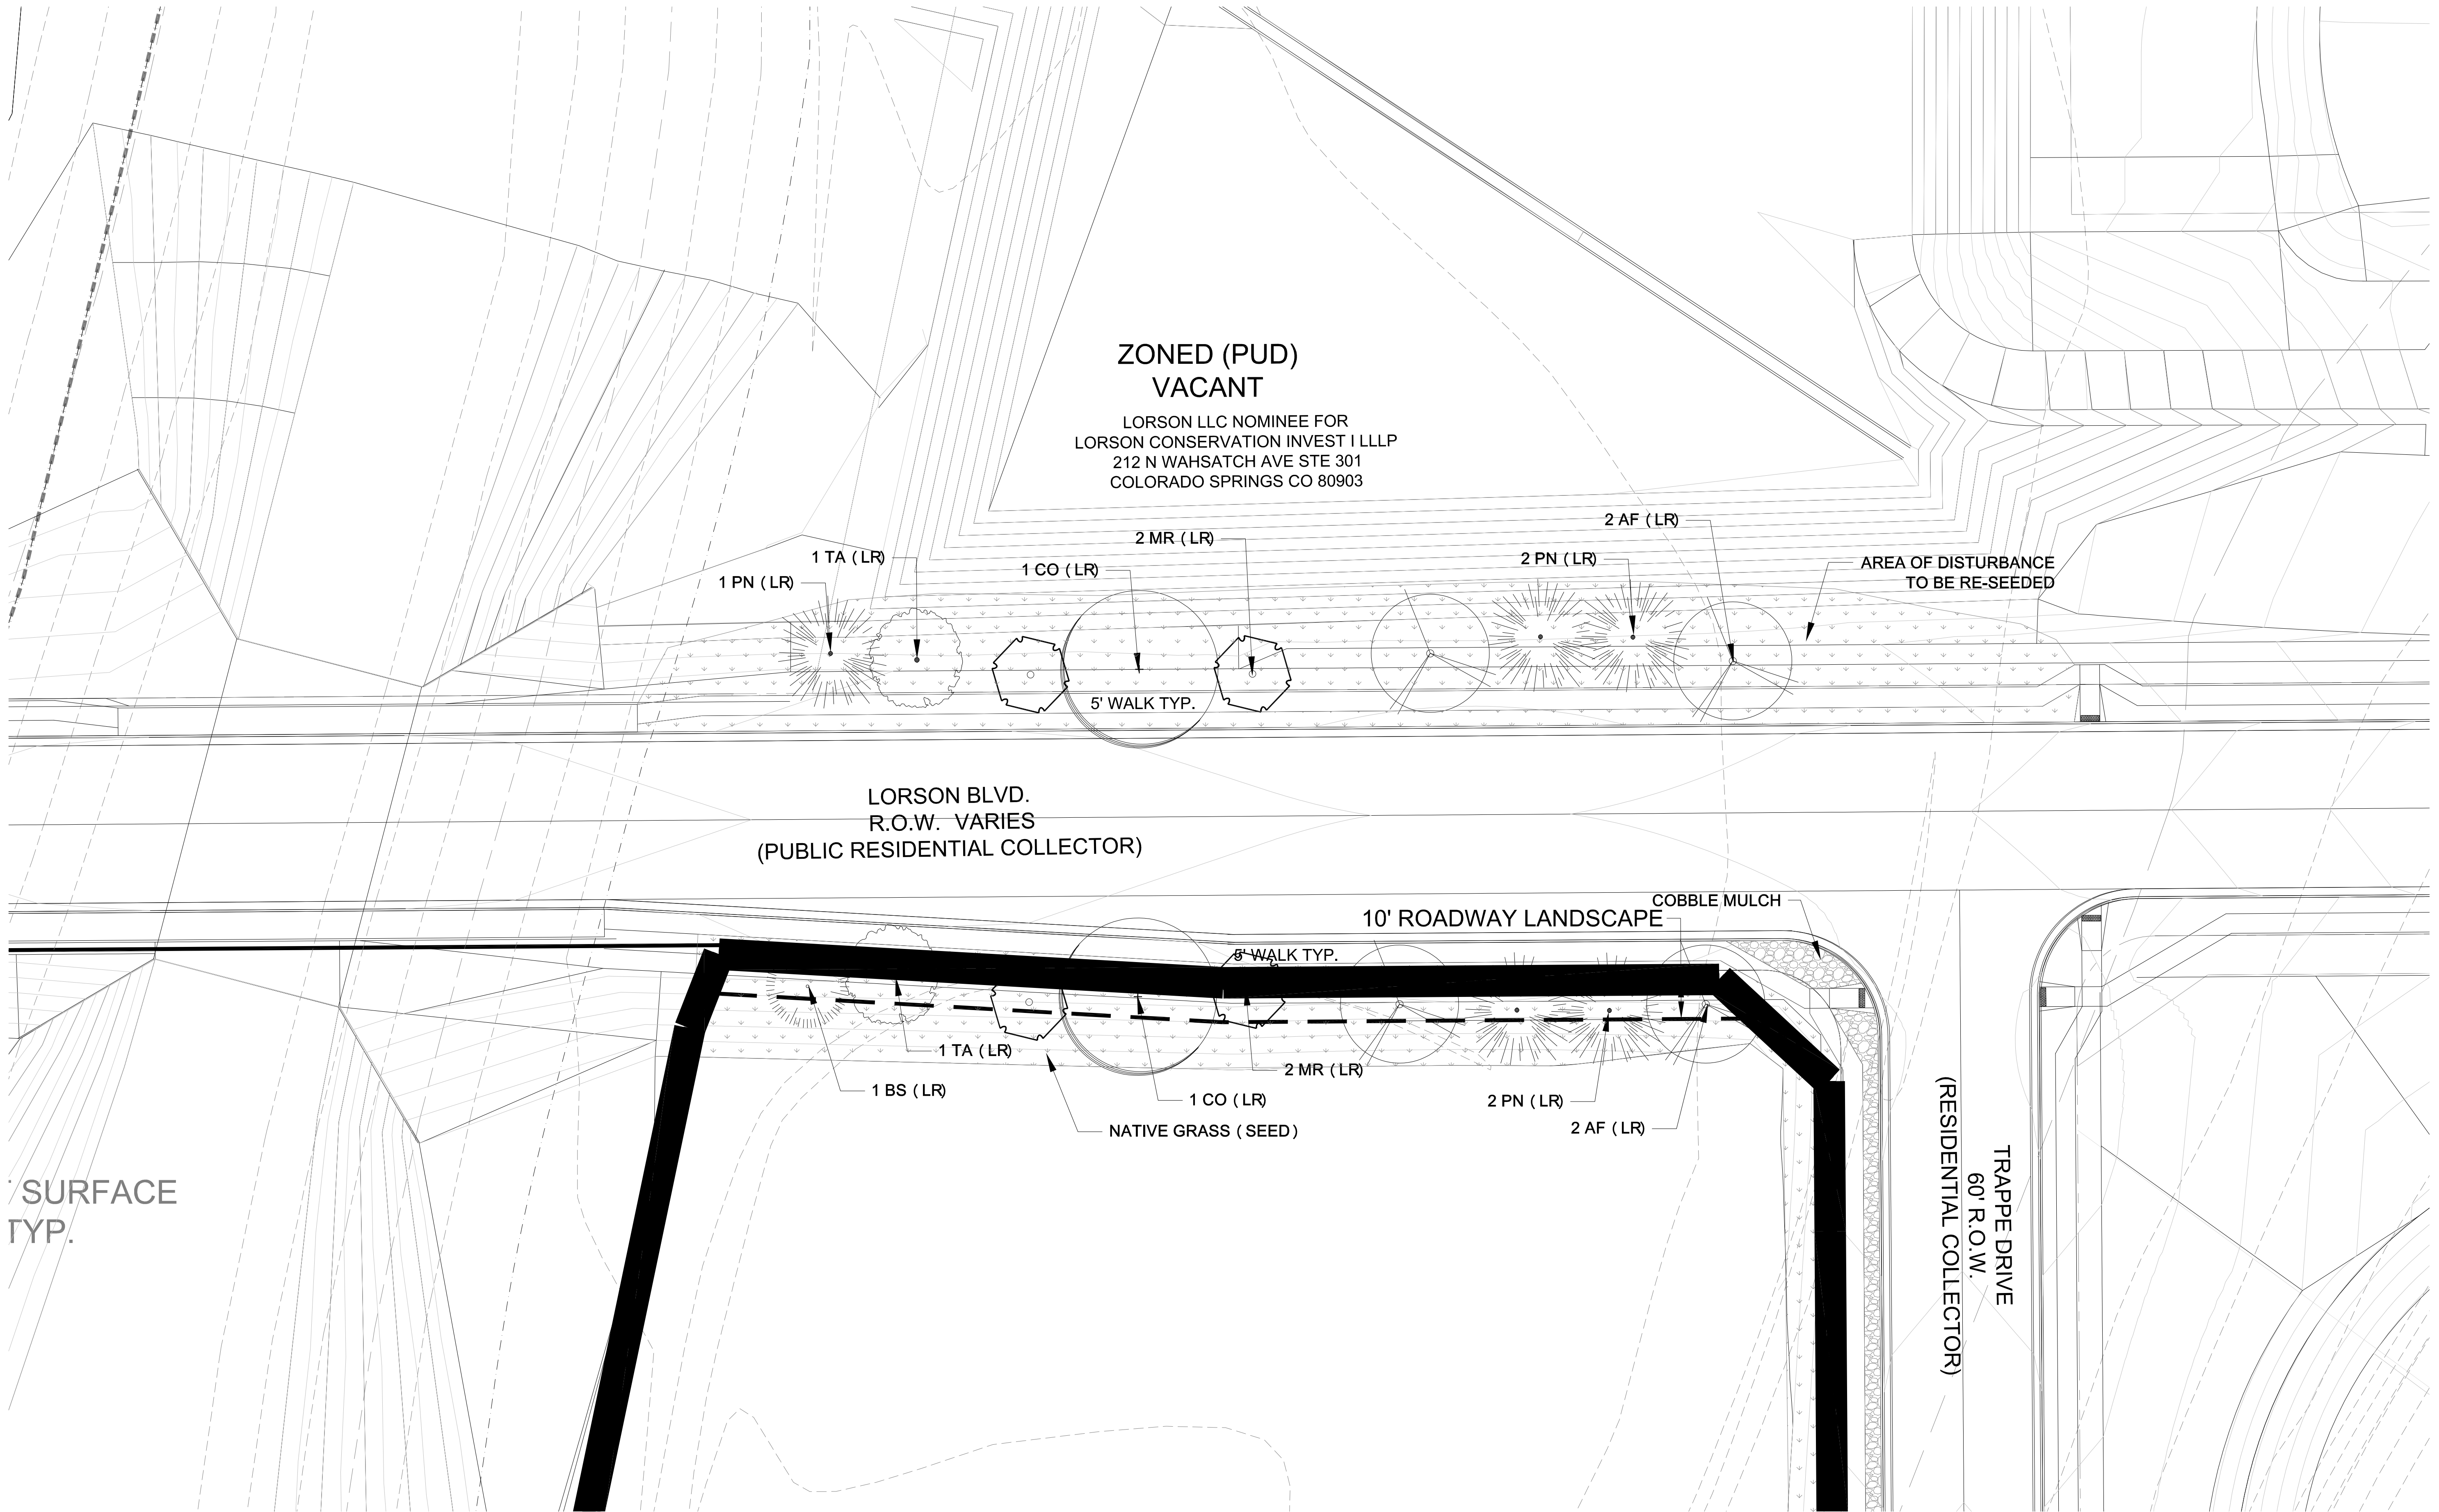 ZONED (PUD)
VACANT
LORSON LLC NOMINEE FOR
LORSON CONSERVATION INVEST I LLLP
212 N WAHSATCH AVE STE 301
COLORADO SPRINGS CO 80903
2 AF (LR)
2 MR (LR)
1 TA (LR)
2 PN (LR)
1 CO (LR)
1 PN (LR)
AREA OF DISTURBANCE
TO BE RE-SEEDED
5' WALK TYP.
LORSON BLVD.
R.O.W. VARIES
(PUBLIC RESIDENTIAL COLLECTOR)
COBBLE MULCH
10' ROADWAY LANDSCAPE
5' WALK TYP.
1 TA (LR)
2 MR (LR)
1 BS (LR)
1 CO (LR)
2 PN (LR)
2 AF (LR)
NATIVE GRASS (SEED)
TRAPPE DRIVE
60' R.O.W.
(RESIDENTIAL COLLECTOR)
SURFACE
TYP.